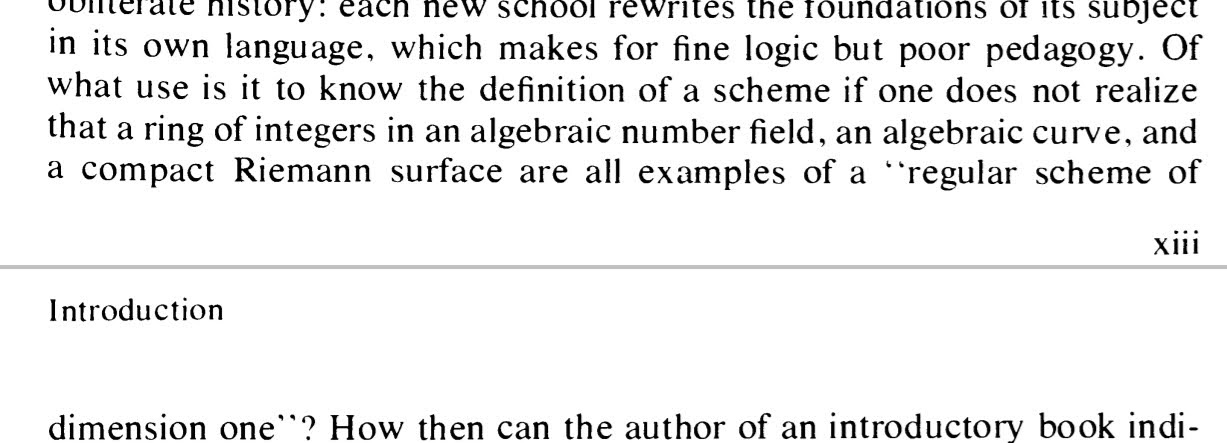 obliterate history: each new school rewrites the foundations of its subject
in its own language, which makes for fine logic but poor pedagogy. Of
what use is it to know the definition of a scheme if one does not realize
that a ring of integers in an algebraic number field, an algebraic curve, and
a compact Riemann surface are all examples of a ‘‘regular scheme of
xiii
Introduction
dimension one’’? How then can the author of an introductory book indi-